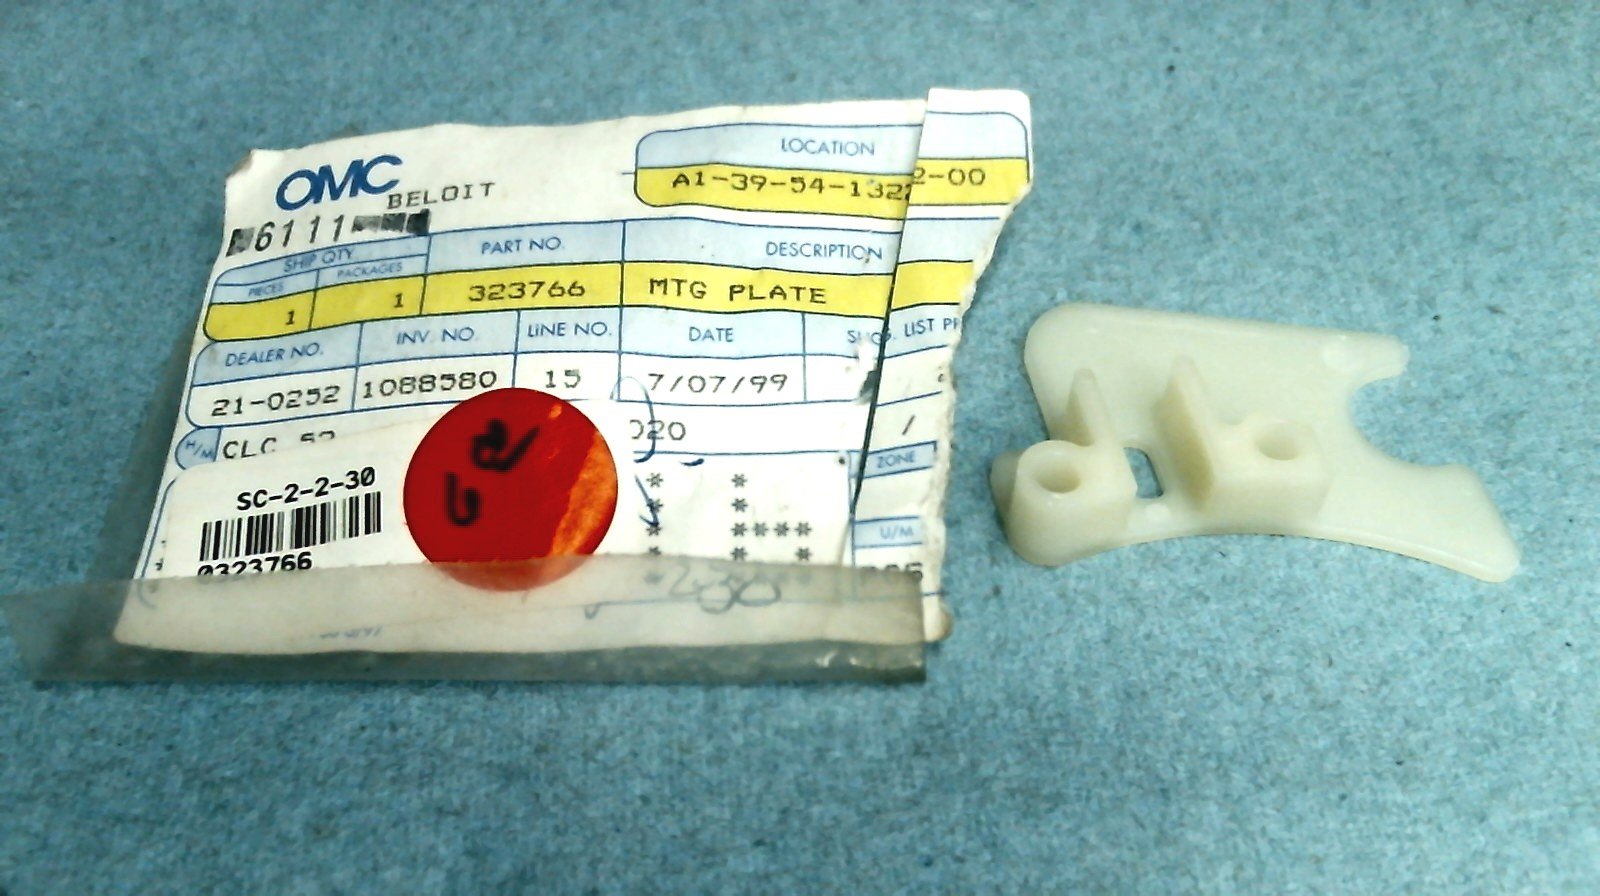 OMC BELOIT
6111
LOCATION
A1-39-54-132 2-00
SHIP QTY
PIECES PACKAGES PART NO. DESCRIPTION
1 1 323766 MTG PLATE
DEALER NO. INV. NO. LINE NO. DATE LIST
21-0252 1088580 15 7/07/99
H/M CLC 020 /
ZONE
SC-2-2-30
* *
* *
* ****
* *
U/M
0323766